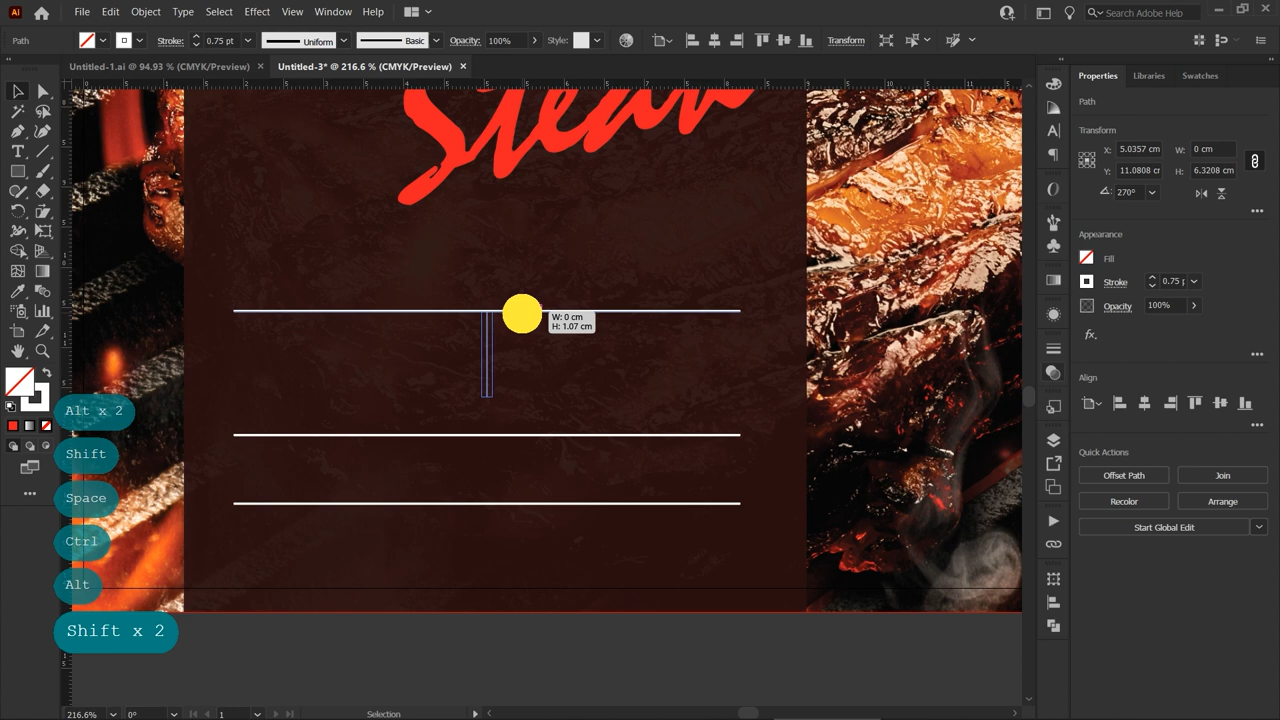 Ai File Edit Object Type Select Effect View Window Help Search Adobe Help
Path Stroke: 0.75 pt Uniform Basic Opacity: 100% Style: Transform
Untitled-1.ai @ 94.93 % (CMYK/Preview) × Untitled-3* @ 216.6 % (CMYK/Preview) ×
Properties Libraries Swatches
Path
Transform
X: 5.0357 cm W: 0 cm
Y: 11.0808 cr H: 6.3208 cm
270°
Appearance
Fill
Stroke 0.75 p
Opacity 100%
fx.
Align
Quick Actions
Offset Path Join
Recolor Arrange
Start Global Edit
W: 0 cm
H: 1.07 cm
Alt x 2
Shift
Space
Ctrl
Alt
Shift x 2
216.6% 0° 1 Selection